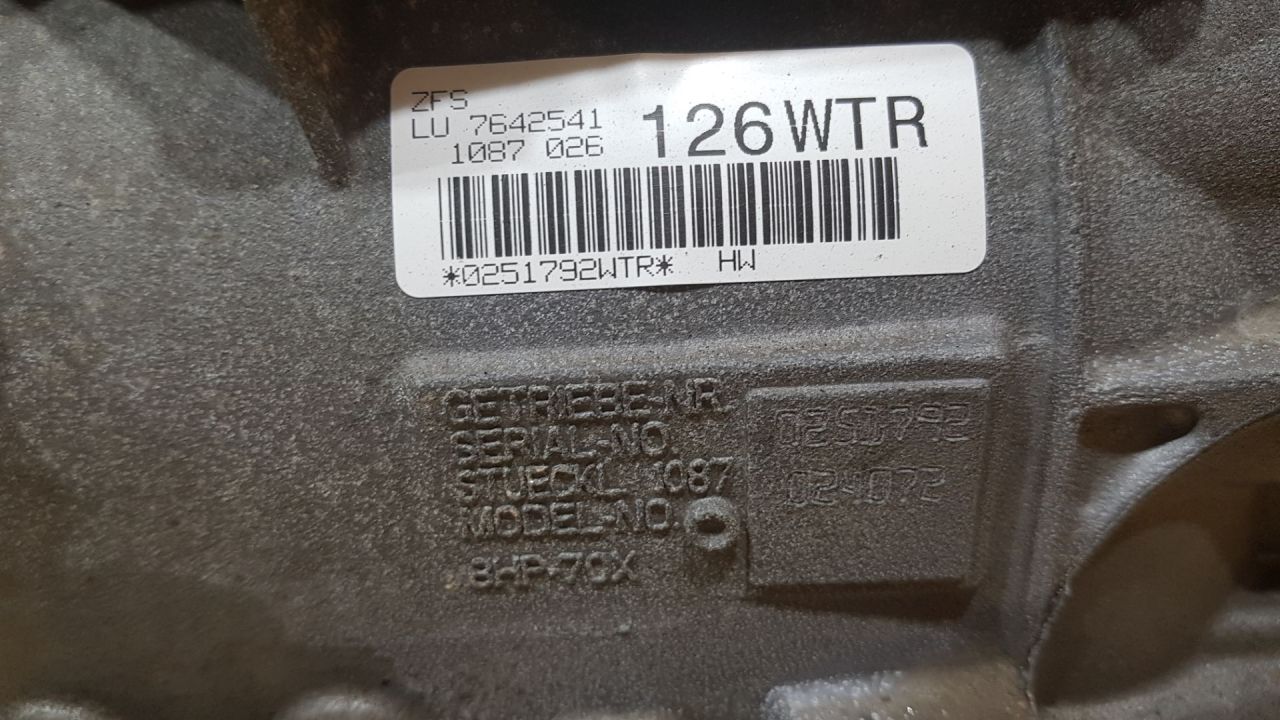 ZFS
LU 7642541
1087 026
126WTR
*0251792WTR* HW
GETRIEBE-NR.
SERIAL-NO.
0251792
STUECKL. 1087
024072
MODEL-NO.
8HP-70X